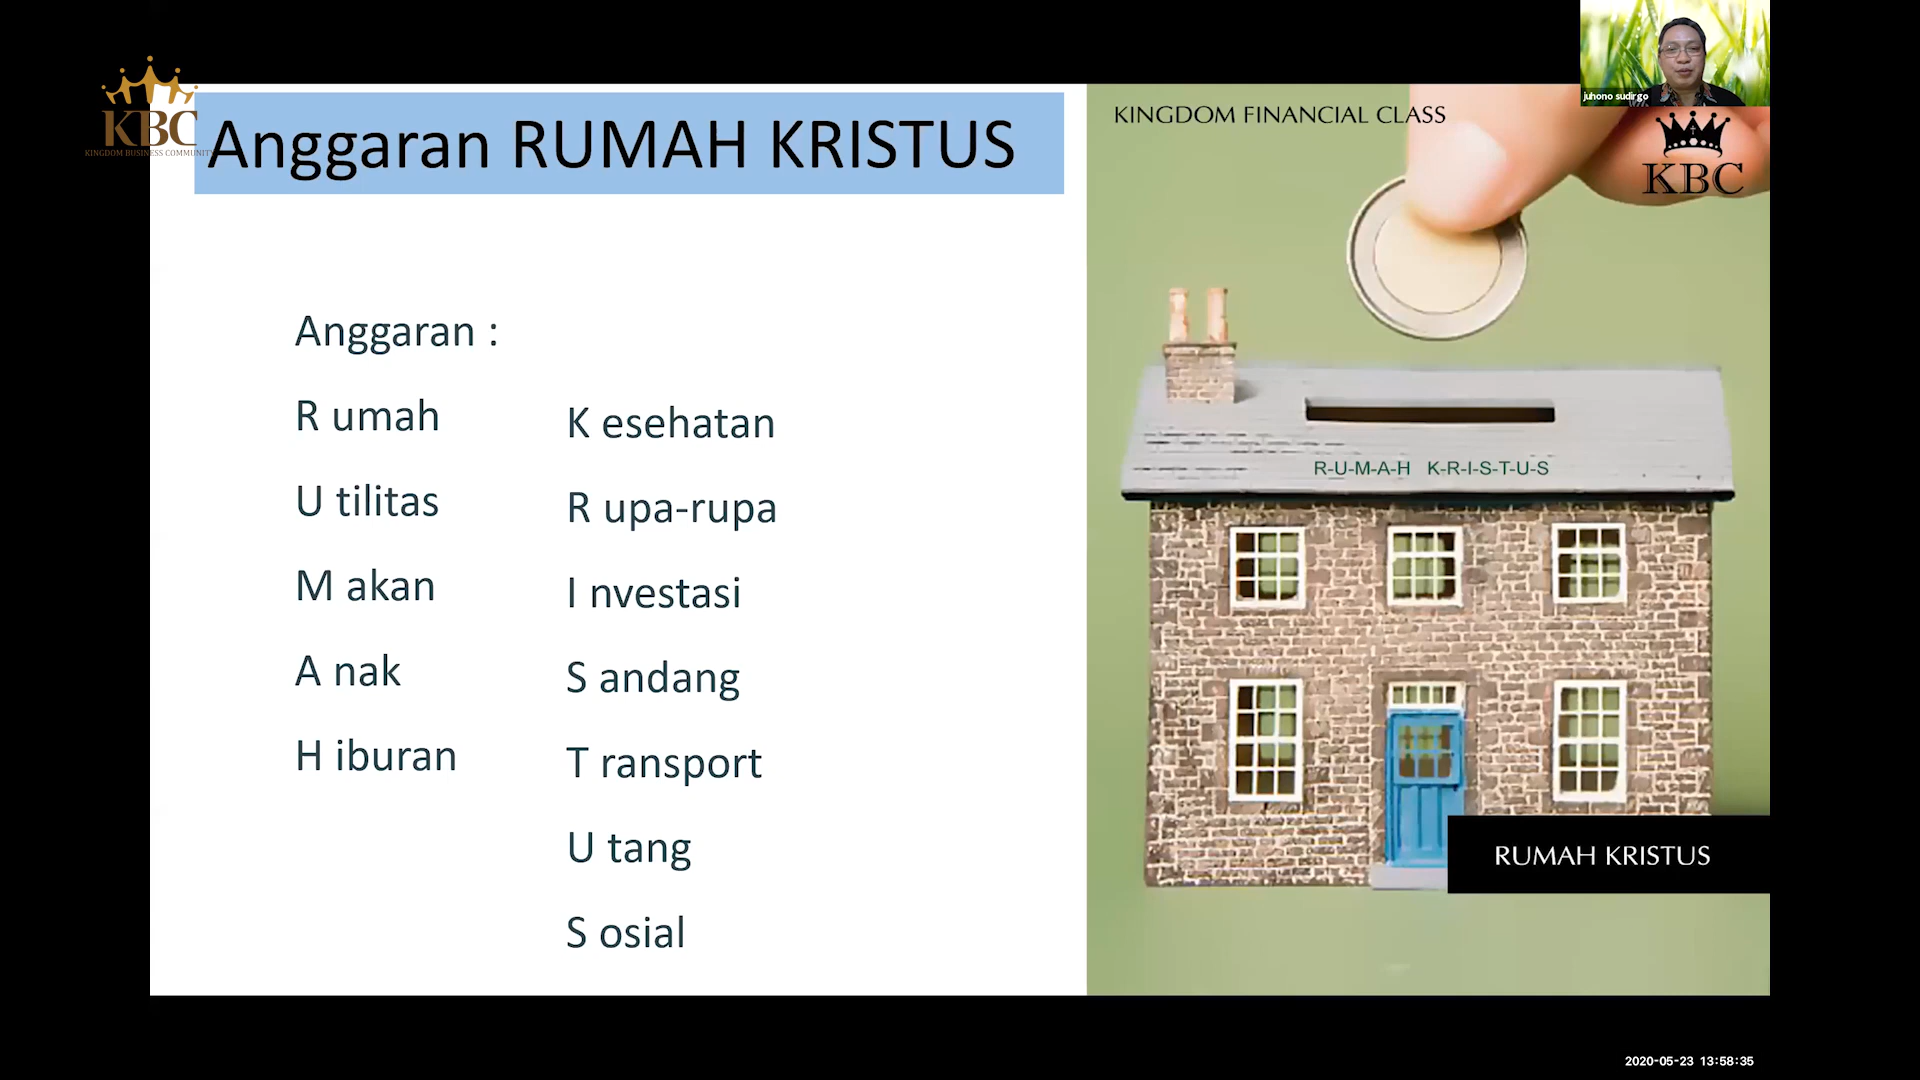 KBC
KINGDOM BUSINESS COMMUNITY
Anggaran RUMAH KRISTUS
Anggaran :
R umah
U tilitas
M akan
A nak
H iburan
K esehatan
R upa-rupa
I nvestasi
S andang
T ransport
U tang
S osial
KINGDOM FINANCIAL CLASS
juhono sudirgo
KBC
R-U-M-A-H K-R-I-S-T-U-S
RUMAH KRISTUS
2020-05-23 13:58:35